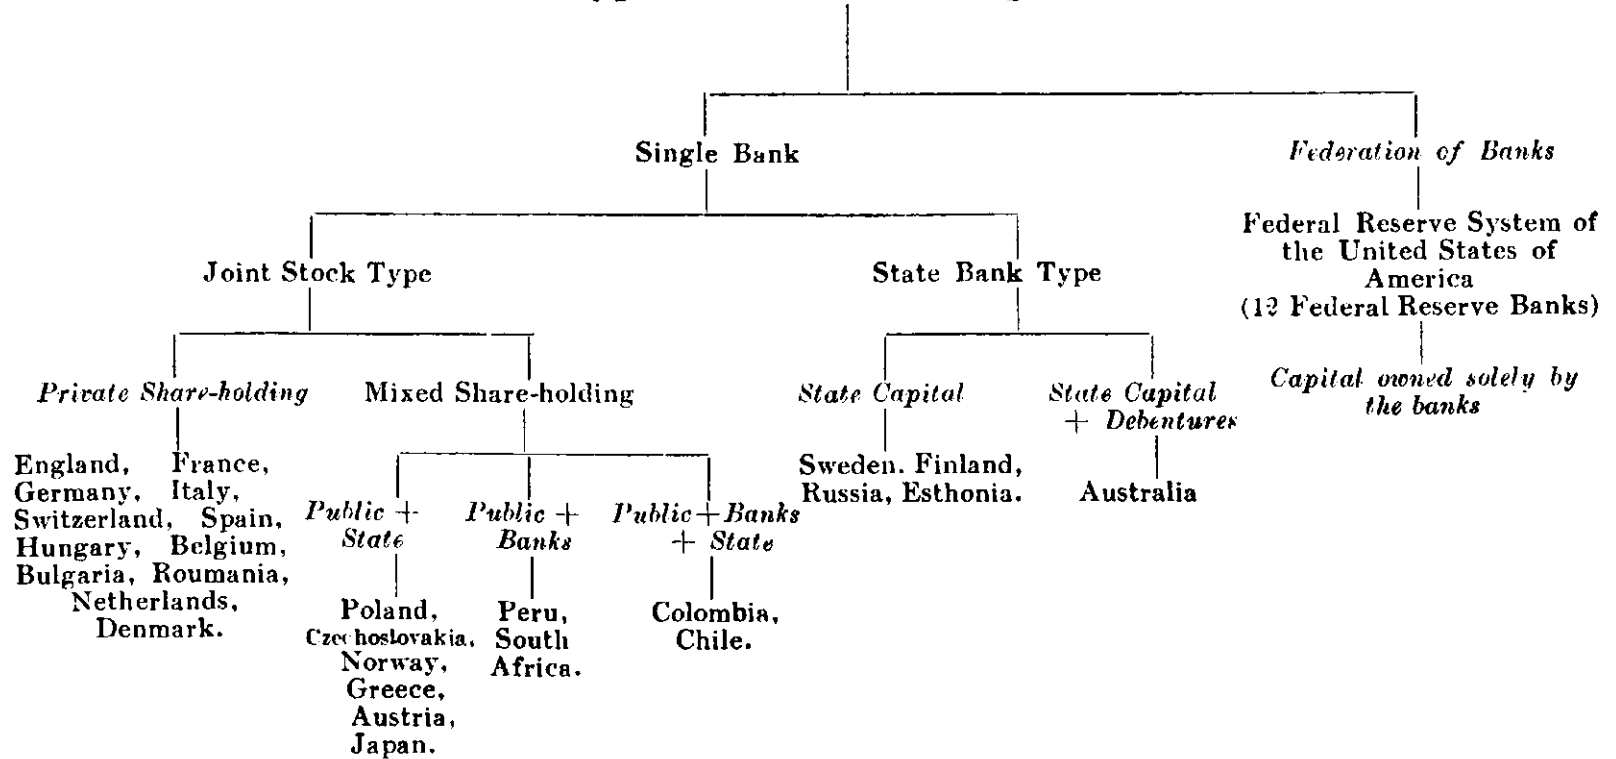 Single Bank
Federation of Banks
Federal Reserve System of
the United States of
America
(12 Federal Reserve Banks)
Capital owned solely by
the banks
Joint Stock Type
State Bank Type
Private Share-holding
Mixed Share-holding
State Capital
State Capital
+ Debentures
England, France,
Germany, Italy,
Switzerland, Spain,
Hungary, Belgium,
Bulgaria, Roumania,
Netherlands,
Denmark.
Public +
State
Public +
Banks
Public + Banks
+ State
Poland,
Czechoslovakia,
Norway,
Greece,
Austria,
Japan.
Peru,
South
Africa.
Colombia,
Chile.
Sweden. Finland,
Russia, Esthonia.
Australia